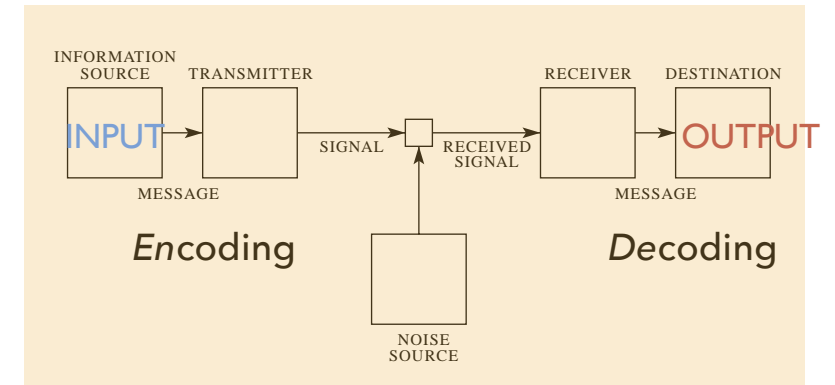 INFORMATION
SOURCE
TRANSMITTER
RECEIVER
DESTINATION
INPUT
OUTPUT
SIGNAL
RECEIVED
SIGNAL
MESSAGE
MESSAGE
Encoding
Decoding
NOISE
SOURCE